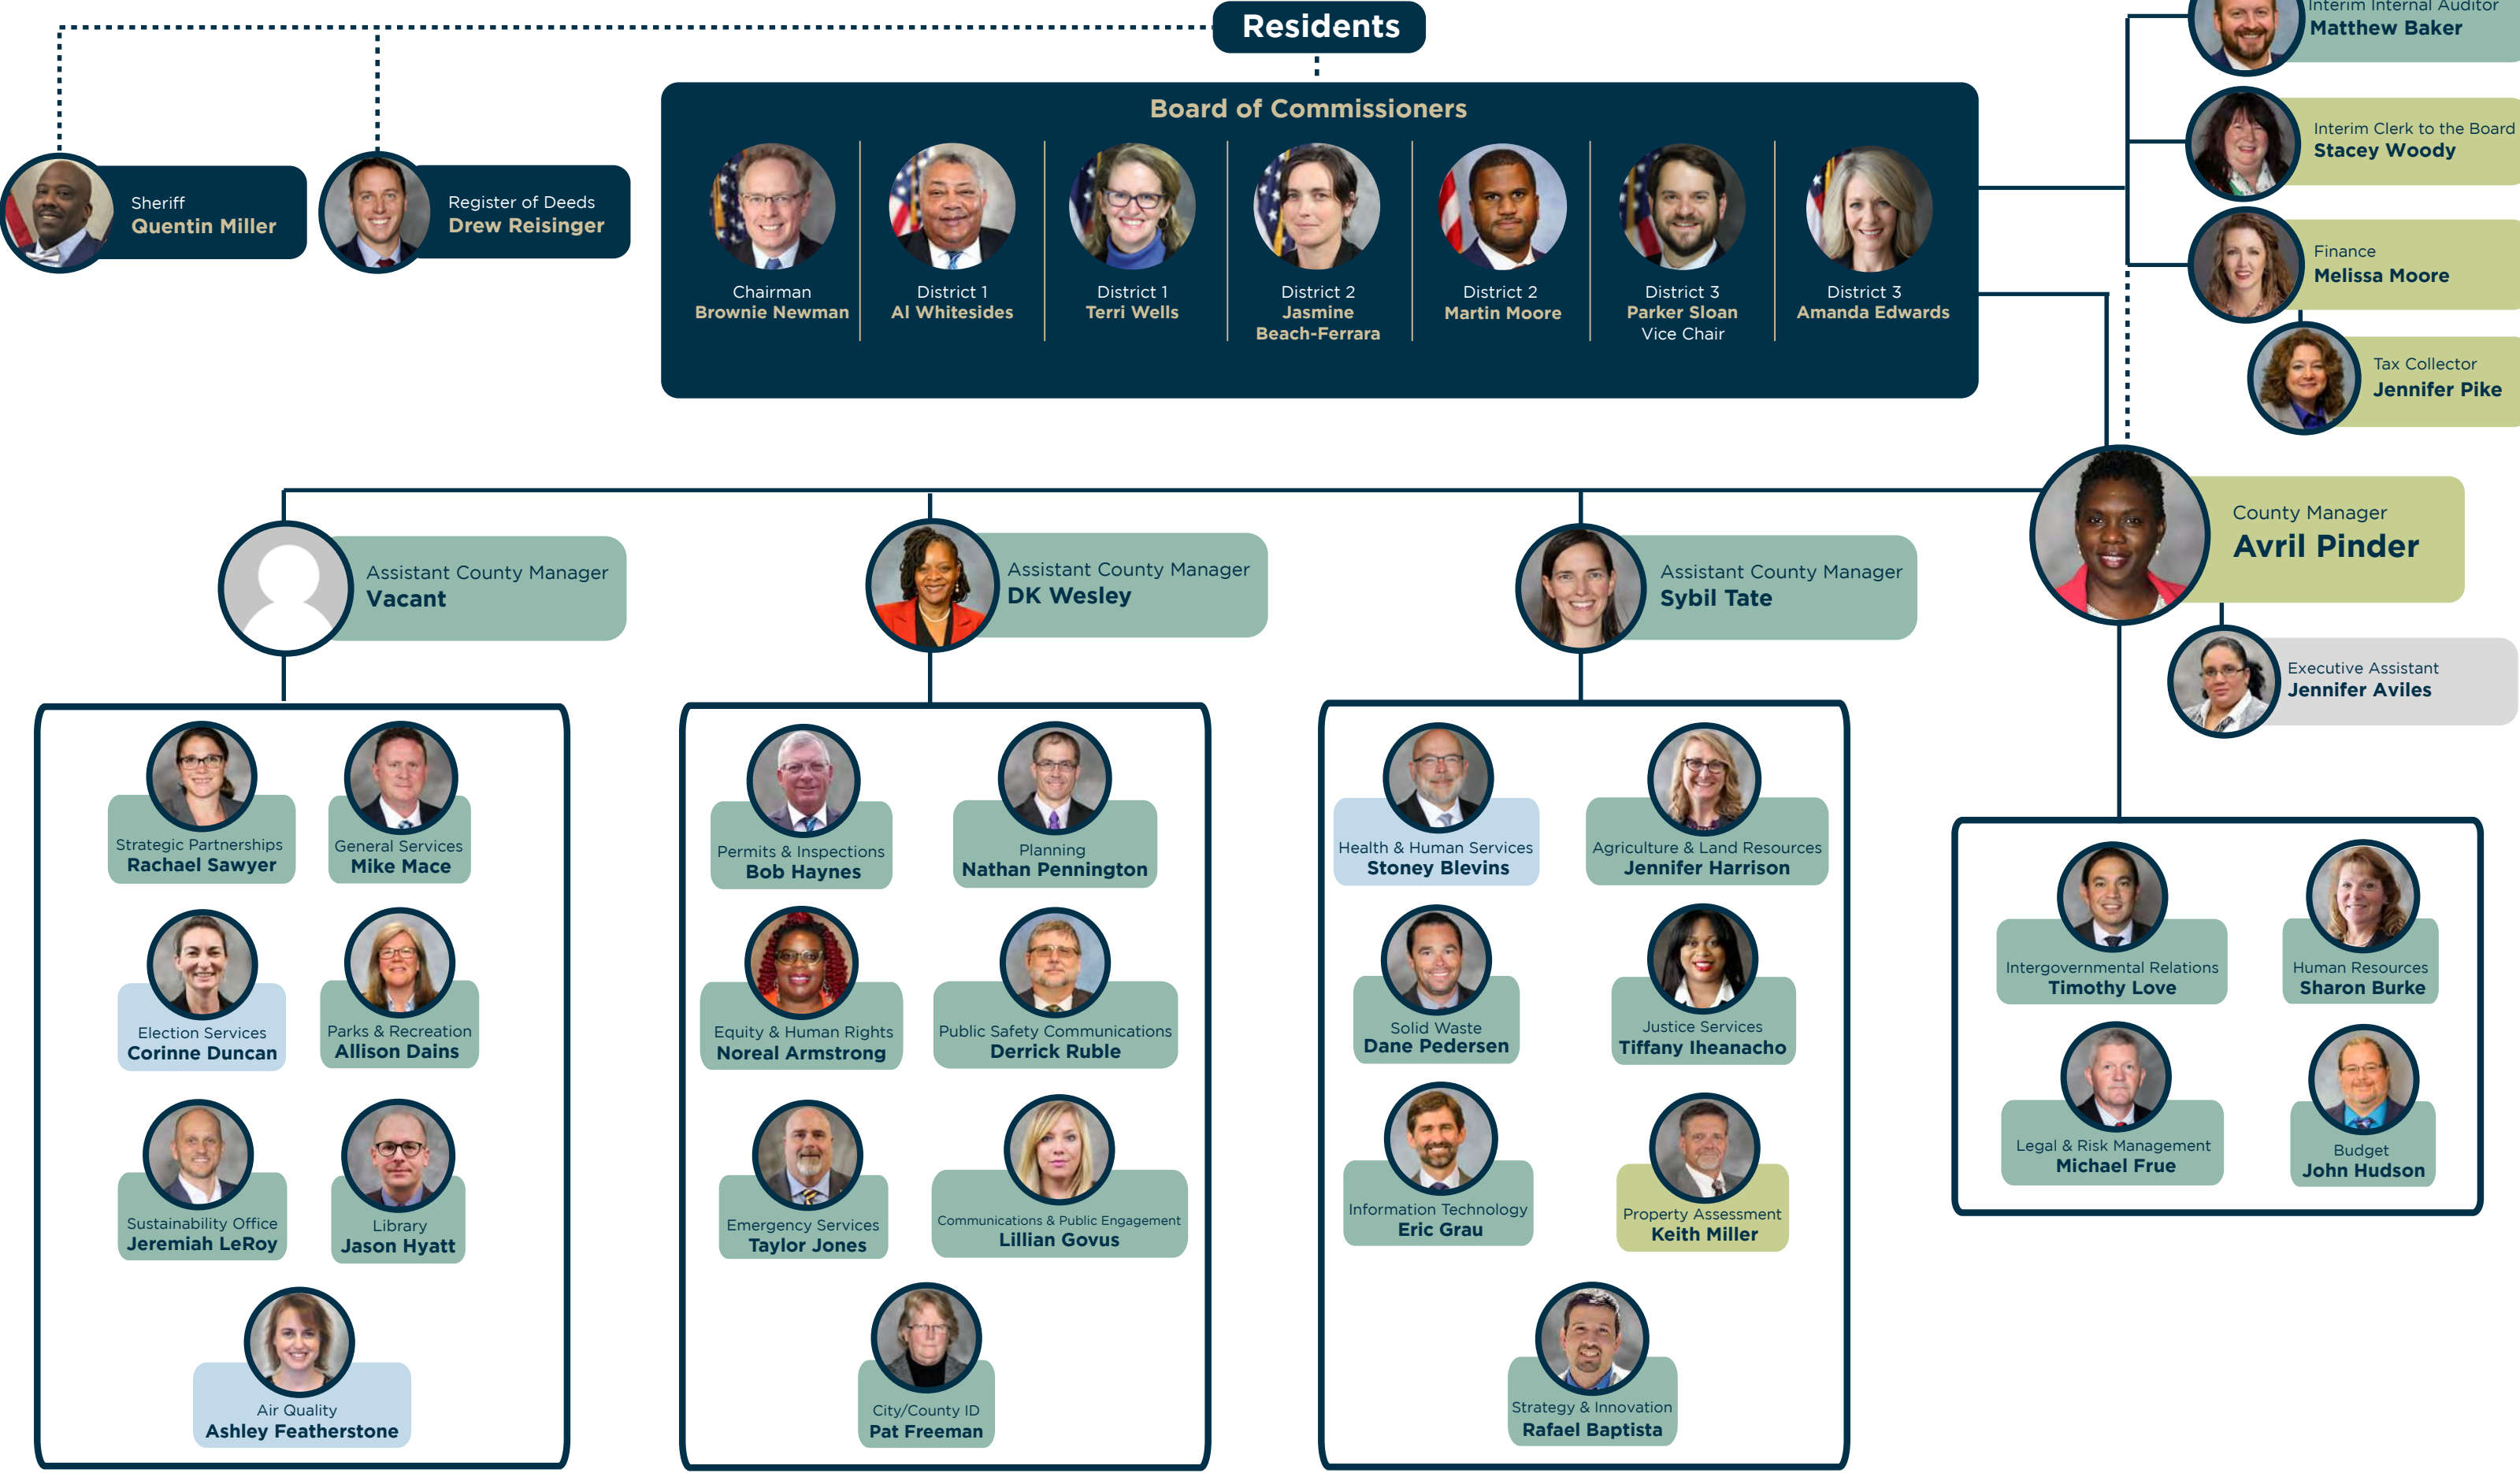 Residents
Interim Internal Auditor
Matthew Baker
Board of Commissioners
Interim Clerk to the Board
Stacey Woody
Sheriff
Quentin Miller
Register of Deeds
Drew Reisinger
Finance
Melissa Moore
Chairman
Brownie Newman
District 1
Al Whitesides
District 1
Terri Wells
District 2
Jasmine
Beach-Ferrara
District 2
Martin Moore
District 3
Parker Sloan
Vice Chair
District 3
Amanda Edwards
Tax Collector
Jennifer Pike
County Manager
Avril Pinder
Assistant County Manager
Vacant
Assistant County Manager
DK Wesley
Assistant County Manager
Sybil Tate
Executive Assistant
Jennifer Aviles
Strategic Partnerships
Rachael Sawyer
General Services
Mike Mace
Election Services
Corinne Duncan
Parks & Recreation
Allison Dains
Sustainability Office
Jeremiah LeRoy
Library
Jason Hyatt
Air Quality
Ashley Featherstone
Permits & Inspections
Bob Haynes
Planning
Nathan Pennington
Equity & Human Rights
Noreal Armstrong
Public Safety Communications
Derrick Ruble
Emergency Services
Taylor Jones
Communications & Public Engagement
Lillian Govus
City/County ID
Pat Freeman
Health & Human Services
Stoney Blevins
Agriculture & Land Resources
Jennifer Harrison
Solid Waste
Dane Pedersen
Justice Services
Tiffany Iheanacho
Information Technology
Eric Grau
Property Assessment
Keith Miller
Strategy & Innovation
Rafael Baptista
Intergovernmental Relations
Timothy Love
Human Resources
Sharon Burke
Legal & Risk Management
Michael Frue
Budget
John Hudson